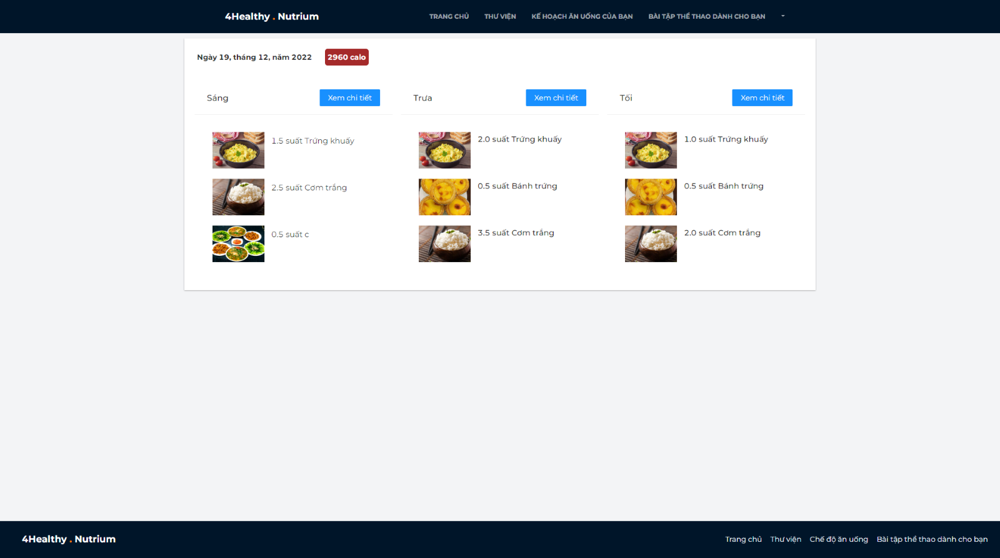 4Healthy . Nutrium
TRANG CHỦ THƯ VIỆN KẾ HOẠCH ĂN UỐNG CỦA BẠN BÀI TẬP THỂ THAO DÀNH CHO BẠN
Ngày 19, tháng 12, năm 2022 2960 calo
Sáng Xem chi tiết
1.5 suất Trứng khuấy
2.5 suất Cơm trắng
0.5 suất c
Trưa Xem chi tiết
2.0 suất Trứng khuấy
0.5 suất Bánh trứng
3.5 suất Cơm trắng
Tối Xem chi tiết
1.0 suất Trứng khuấy
0.5 suất Bánh trứng
2.0 suất Cơm trắng
4Healthy . Nutrium
Trang chủ Thư viện Chế độ ăn uống Bài tập thể thao dành cho bạn